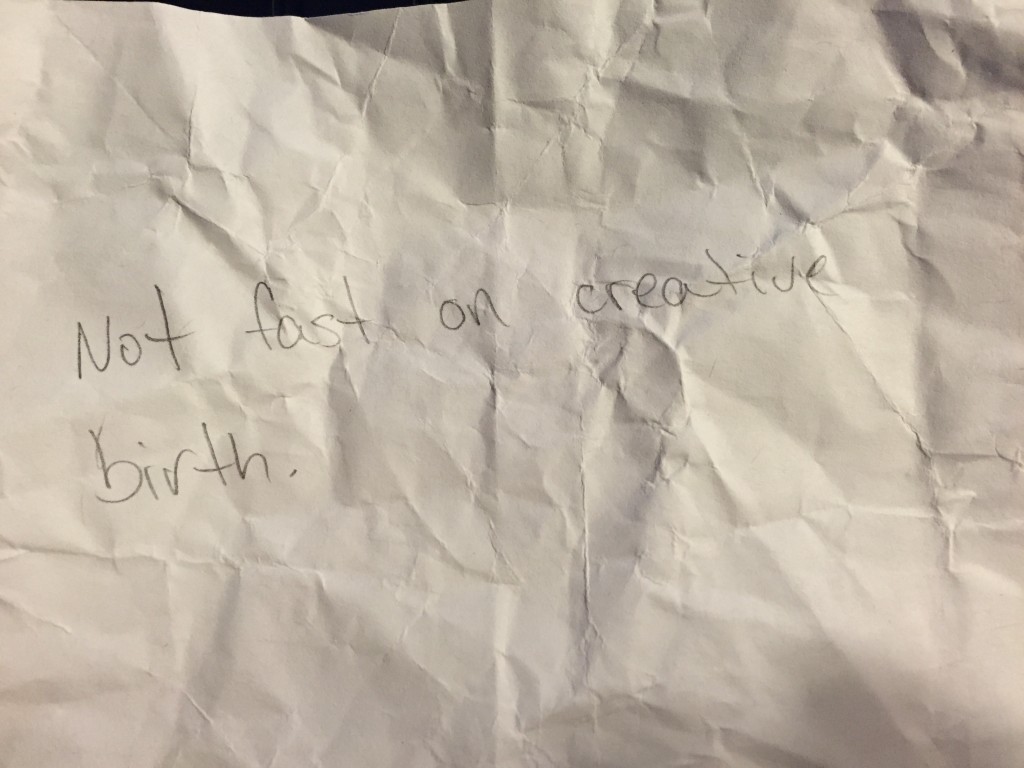 Not fast on creative
birth.